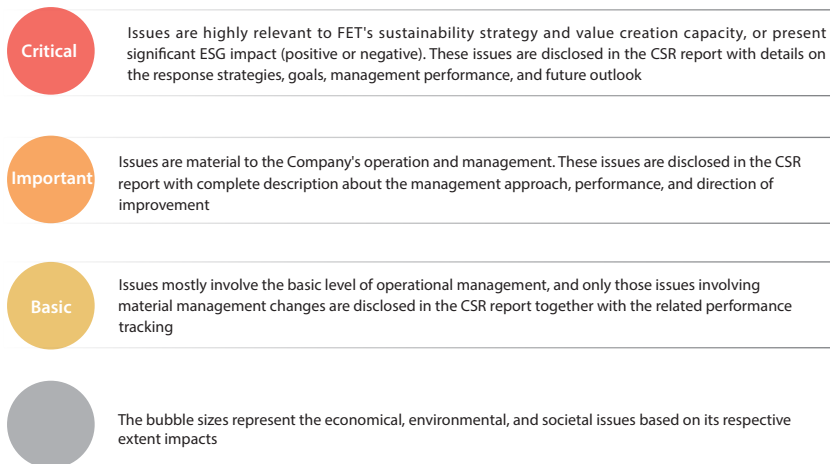 Critical
Issues are highly relevant to FET's sustainability strategy and value creation capacity, or present
significant ESG impact (positive or negative). These issues are disclosed in the CSR report with details on
the response strategies, goals, management performance, and future outlook
Important
Issues are material to the Company's operation and management. These issues are disclosed in the CSR
report with complete description about the management approach, performance, and direction of
improvement
Basic
Issues mostly involve the basic level of operational management, and only those issues involving
material management changes are disclosed in the CSR report together with the related performance
tracking
The bubble sizes represent the economical, environmental, and societal issues based on its respective
extent impacts